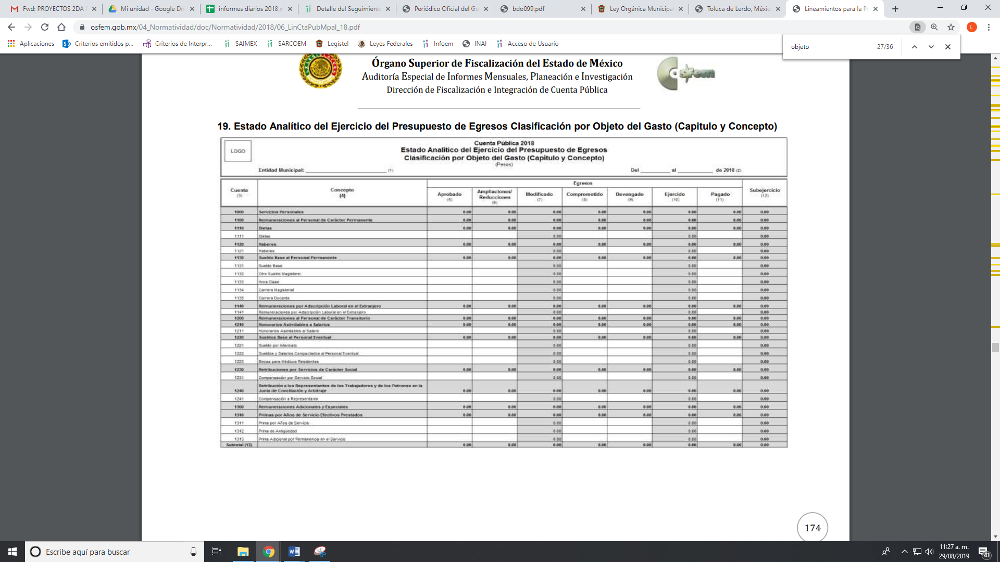 Fwd: PROYECTOS 2DA
Mi unidad - Google Dri
informes diarios 2018.x
Detalle del Seguimiento
Periódico Oficial del Go
bdo099.pdf
Ley Orgánica Municipal
Toluca de Lerdo, México
Lineamientos para la P
osfem.gob.mx/04_Normatividad/doc/Normatividad/2018/06_LinCtaPubMpal_18.pdf
L
Aplicaciones
Criterios emitidos p...
Criterios de Interpr...
SAIMEX
SARCOEM
Legistel
Leyes Federales
Infoem
INAI
Acceso de Usuario
objeto 27/36
Órgano Superior de Fiscalización del Estado de México
Auditoría Especial de Informes Mensuales, Planeación e Investigación
Dirección de Fiscalización e Integración de Cuenta Pública
osfem
19. Estado Analítico del Ejercicio del Presupuesto de Egresos Clasificación por Objeto del Gasto (Capitulo y Concepto)
LOGO
Cuenta Pública 2018
Estado Analítico del Ejercicio del Presupuesto de Egresos
Clasificación por Objeto del Gasto (Capitulo y Concepto)
(Pesos)
Entidad Municipal: ____________________ (1) Del __________ al ____________ de 2018 (2)
Egresos
Cuenta (3) Concepto (4) Aprobado (5) Ampliaciones/ Reducciones (6) Modificado (7) Comprometido (8) Devengado (9) Ejercido (10) Pagado (11) Subejercicio (12)
1000 Servicios Personales 0.00 0.00 0.00 0.00 0.00 0.00 0.00 0.00
1100 Remuneraciones al Personal de Carácter Permanente 0.00 0.00 0.00 0.00 0.00 0.00 0.00 0.00
1110 Dietas 0.00 0.00 0.00 0.00 0.00 0.00 0.00 0.00
1111 Dietas 0.00 0.00 0.00
1120 Haberes 0.00 0.00 0.00 0.00 0.00 0.00 0.00 0.00
1121 Haberes 0.00 0.00 0.00
1130 Sueldo Base al Personal Permanente 0.00 0.00 0.00 0.00 0.00 0.00 0.00 0.00
1131 Sueldo Base 0.00 0.00 0.00
1132 Otro Sueldo Magisterio 0.00 0.00 0.00
1133 Hora Clase 0.00 0.00 0.00
1134 Carrera Magisterial 0.00 0.00 0.00
1135 Carrera Docente 0.00 0.00 0.00
1140 Remuneraciones por Adscripción Laboral en el Extranjero 0.00 0.00 0.00 0.00 0.00 0.00 0.00 0.00
1141 Remuneraciones por Adscripción Laboral en el Extranjero 0.00 0.00 0.00
1200 Remuneraciones al Personal de Carácter Transitorio 0.00 0.00 0.00 0.00 0.00 0.00 0.00 0.00
1210 Honorarios Asimilables a Salarios 0.00 0.00 0.00 0.00 0.00 0.00 0.00 0.00
1211 Honorarios Asimilables al Salario 0.00 0.00 0.00
1220 Sueldos Base al Personal Eventual 0.00 0.00 0.00 0.00 0.00 0.00 0.00 0.00
1221 Sueldo por Interinato 0.00 0.00 0.00
1222 Sueldos y Salarios Compactados al Personal Eventual 0.00 0.00 0.00
1223 Becas para Médicos Residentes 0.00 0.00 0.00
1230 Retribuciones por Servicios de Carácter Social 0.00 0.00 0.00 0.00 0.00 0.00 0.00 0.00
1231 Compensación por Servicio Social 0.00 0.00 0.00
Retribución a los Representantes de los Trabajadores y de los Patrones en la
1240 Junta de Conciliación y Arbitraje 0.00 0.00 0.00 0.00 0.00 0.00 0.00 0.00
1241 Compensación a Representante 0.00 0.00 0.00
1300 Remuneraciones Adicionales y Especiales 0.00 0.00 0.00 0.00 0.00 0.00 0.00 0.00
1310 Primas por Años de Servicio Efectivos Prestados 0.00 0.00 0.00 0.00 0.00 0.00 0.00 0.00
1311 Prima por Años de Servicio 0.00 0.00 0.00
1312 Prima de Antigüedad 0.00 0.00 0.00
1313 Prima Adicional por Permanencia en el Servicio 0.00 0.00 0.00
Subtotal (13) 0.00 0.00 0.00 0.00 0.00 0.00 0.00 0.00
174
Escribe aquí para buscar
11:27 a. m.
29/08/2019
41